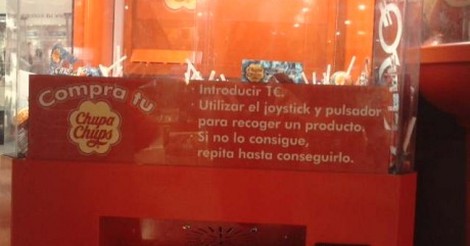 Compra tu
Chupa
Chups
· Introducir 1€.
· Utilizar el joystick y pulsador
para recoger un producto.
· Si no lo consigue,
repita hasta conseguirlo.